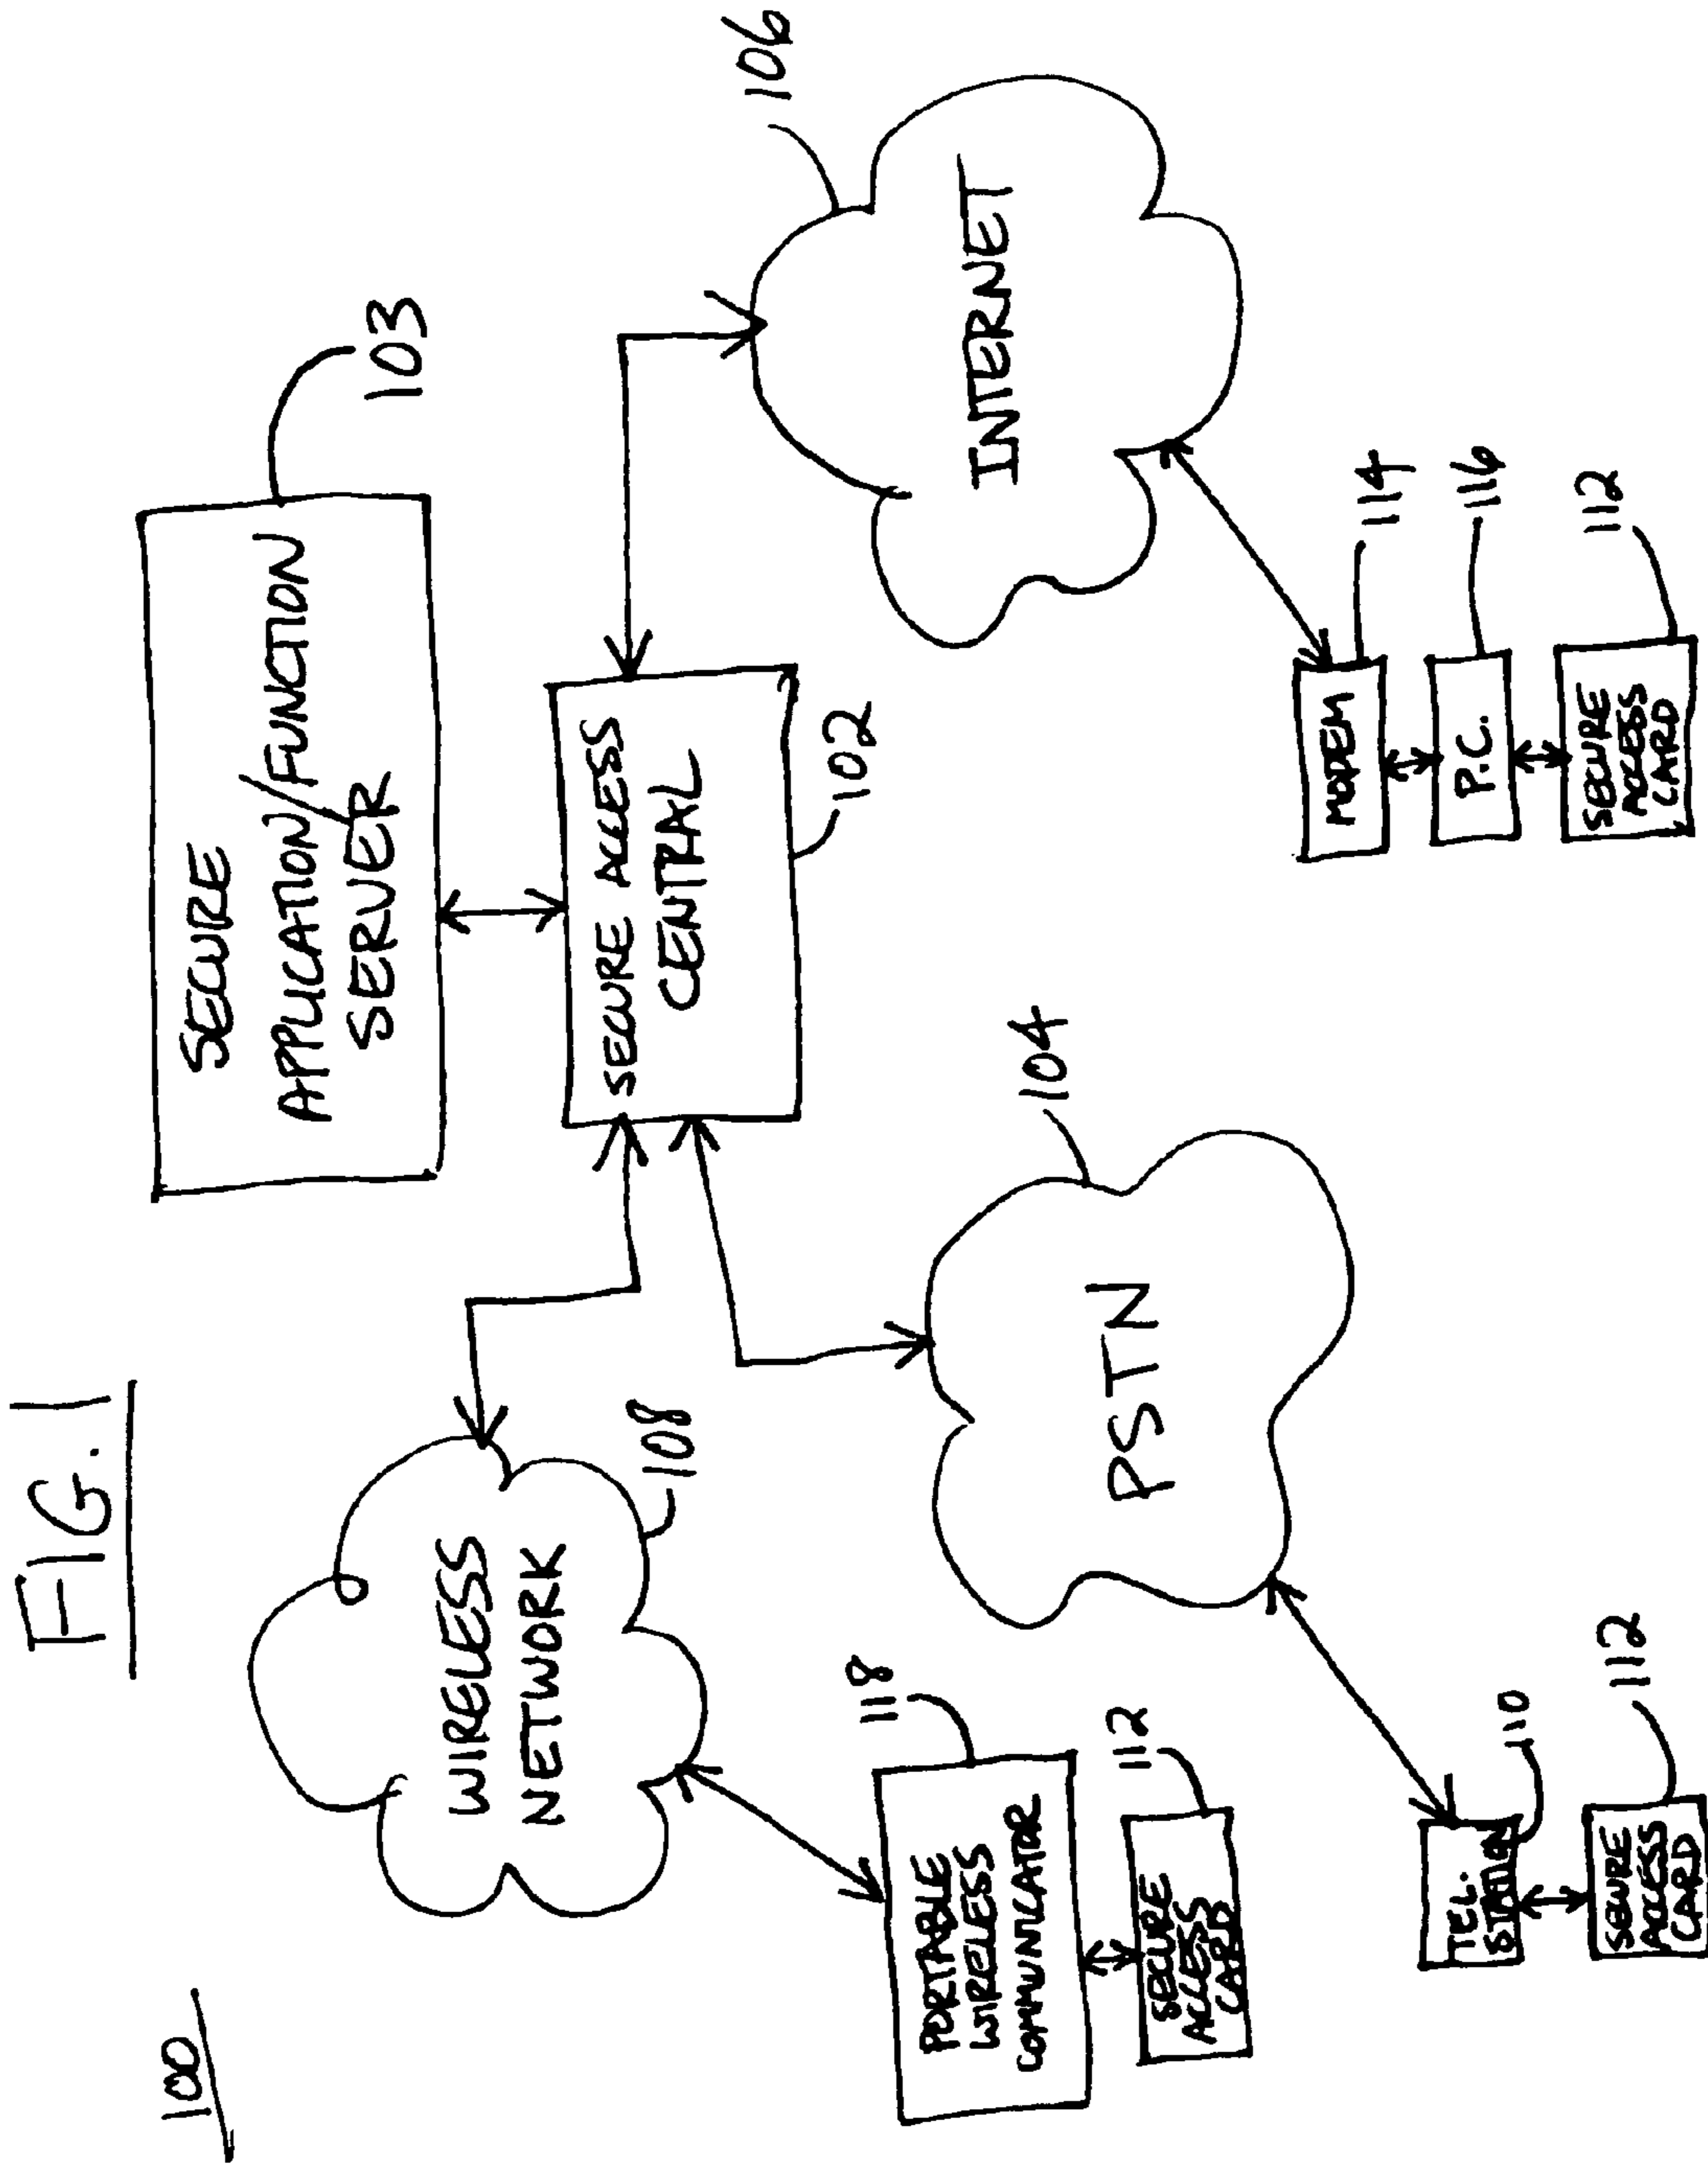 FIG. 1
100
SECURE
APPLICATION/FUNCTION
SERVER
103
WIRELESS
NETWORK
108
SECURE ACCESS
CENTRAL
102
106
INTERNET
PORTABLE
WIRELESS
COMMUNICATOR
118
SECURE
ACCESS
CARD
112
PSTN
104
TEL.
STATION
110
SECURE
ACCESS
CARD
112
MODEM
114
P.C.
116
SECURE
ACCESS
CARD
112